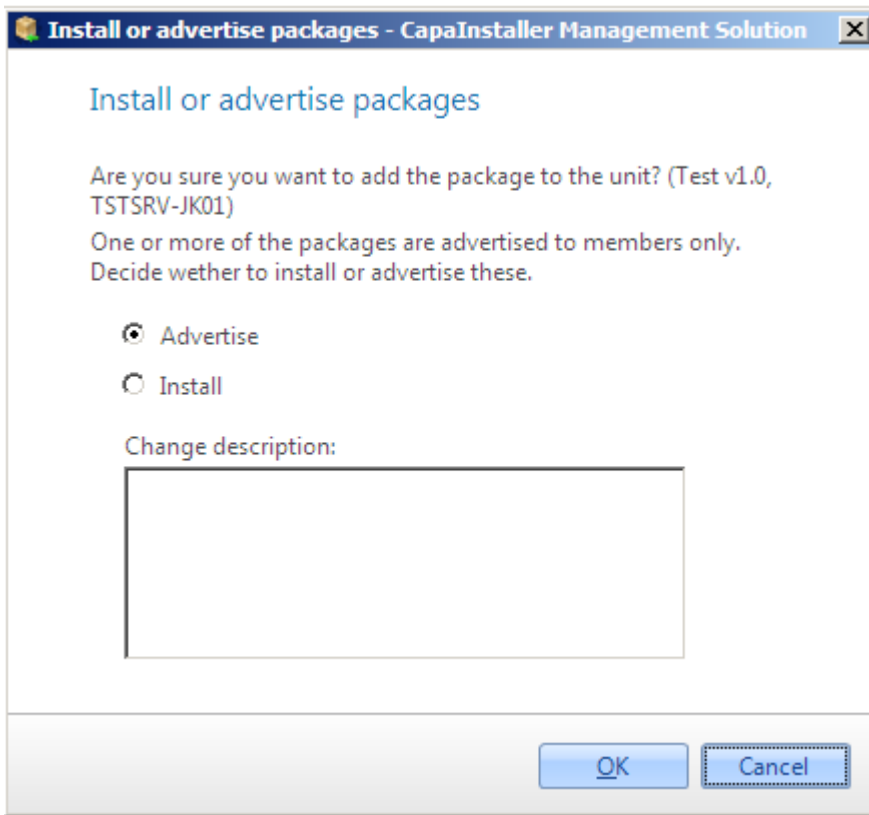 Install or advertise packages - CapaInstaller Management Solution
Install or advertise packages
Are you sure you want to add the package to the unit? (Test v1.0,
TSTSRV-JK01)
One or more of the packages are advertised to members only.
Decide wether to install or advertise these.
Advertise
Install
Change description:
OK
Cancel